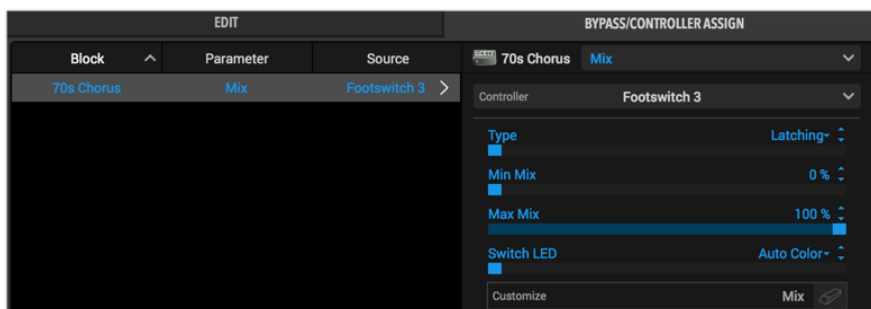 EDIT
BYPASS/CONTROLLER ASSIGN
Block Parameter Source
70s Chorus Mix Footswitch 3
70s Chorus Mix
Controller Footswitch 3
Type Latching
Min Mix 0 %
Max Mix 100 %
Switch LED Auto Color
Customize Mix